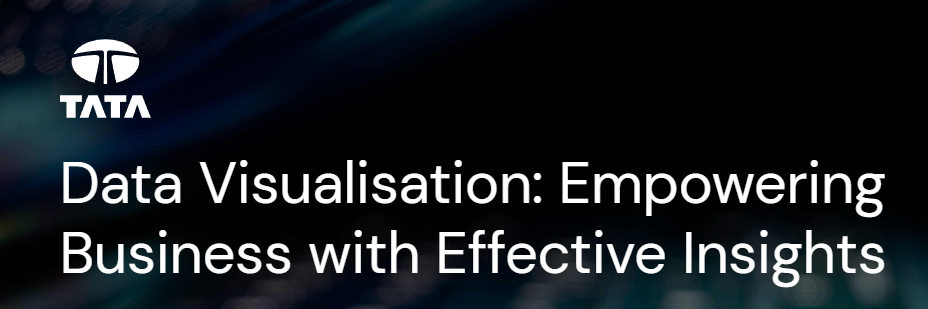 TATA
Data Visualisation: Empowering
Business with Effective Insights